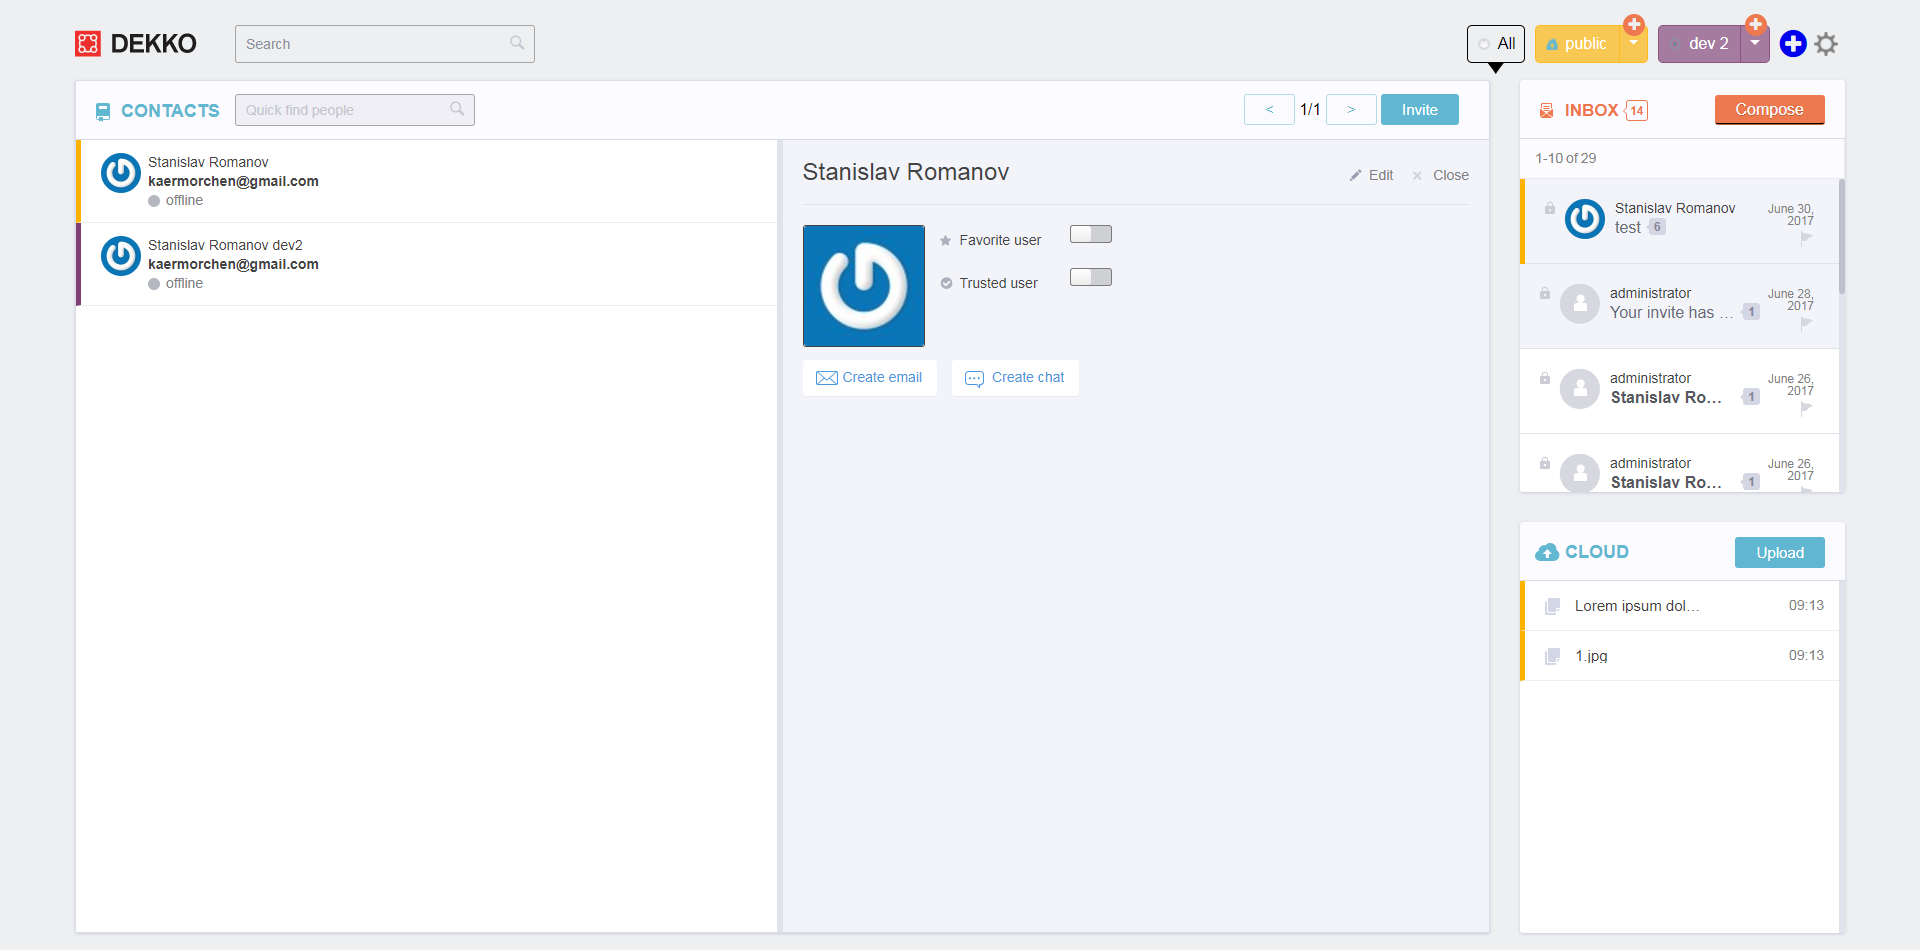 DEKKO
Search
All
public
dev 2
CONTACTS
Quick find people
<
1/1
>
Invite
Stanislav Romanov
kaermorchen@gmail.com
offline
Stanislav Romanov dev2
kaermorchen@gmail.com
offline
Stanislav Romanov
Edit
Close
Favorite user
Trusted user
Create email
Create chat
INBOX 14
Compose
1-10 of 29
Stanislav Romanov
test 6
June 30,
2017
administrator
Your invite has ... 1
June 28,
2017
administrator
Stanislav Ro... 1
June 26,
2017
administrator
Stanislav Ro... 1
June 26,
2017
CLOUD
Upload
Lorem ipsum dol... 09:13
1.jpg 09:13